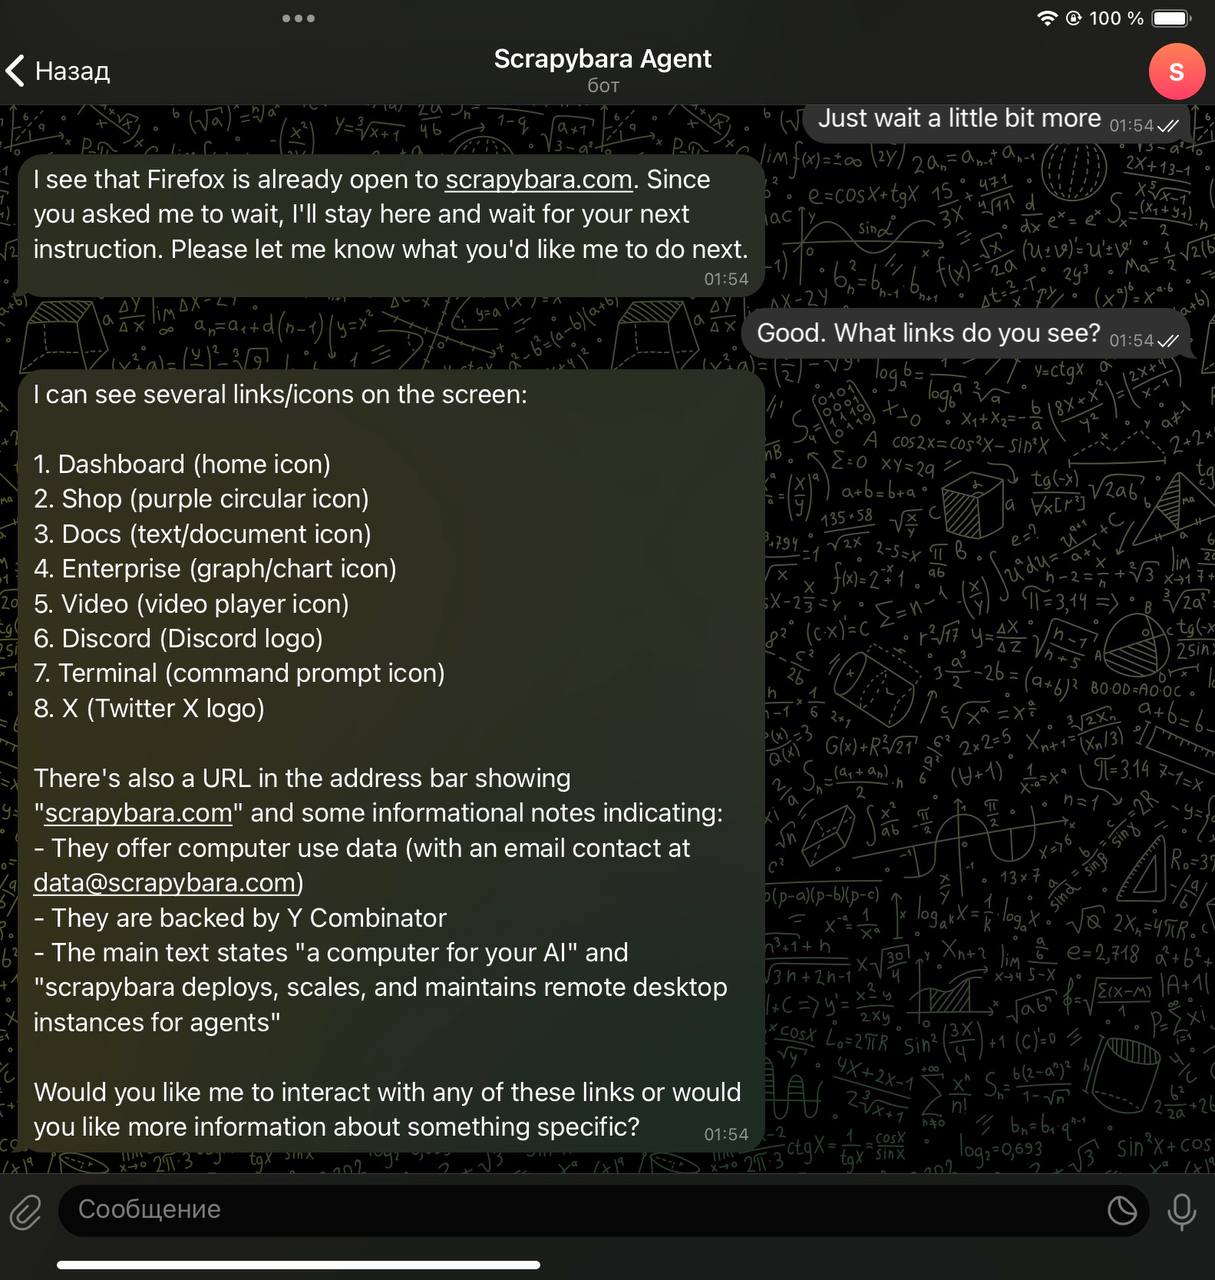 100 %
Назад
Scrapybara Agent
бот
S
Just wait a little bit more 01:54
I see that Firefox is already open to scrapybara.com. Since
you asked me to wait, I'll stay here and wait for your next
instruction. Please let me know what you'd like me to do next.
01:54
Good. What links do you see? 01:54
I can see several links/icons on the screen:
1. Dashboard (home icon)
2. Shop (purple circular icon)
3. Docs (text/document icon)
4. Enterprise (graph/chart icon)
5. Video (video player icon)
6. Discord (Discord logo)
7. Terminal (command prompt icon)
8. X (Twitter X logo)
There's also a URL in the address bar showing
"scrapybara.com" and some informational notes indicating:
- They offer computer use data (with an email contact at
data@scrapybara.com)
- They are backed by Y Combinator
- The main text states "a computer for your AI" and
"scrapybara deploys, scales, and maintains remote desktop
instances for agents"
Would you like me to interact with any of these links or would
you like more information about something specific?
01:54
Сообщение